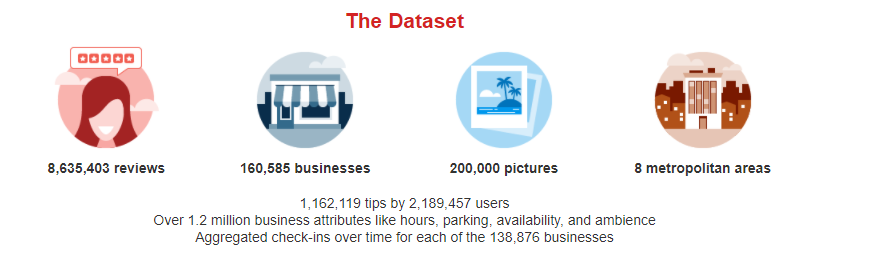 The Dataset
8,635,403 reviews
160,585 businesses
200,000 pictures
8 metropolitan areas
1,162,119 tips by 2,189,457 users
Over 1.2 million business attributes like hours, parking, availability, and ambience
Aggregated check-ins over time for each of the 138,876 businesses